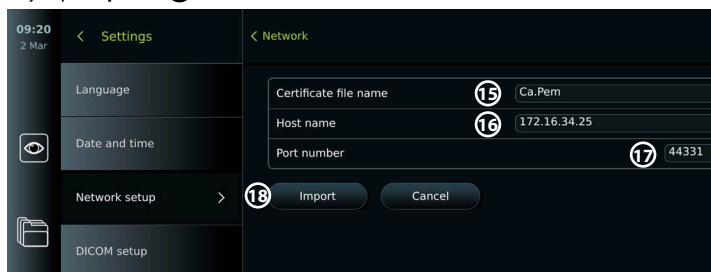 09:20
2 Mar
Settings
Language
Date and time
Network setup
DICOM setup
Network
Certificate file name 15 Ca.Pem
Host name 16 172.16.34.25
Port number 17 44331
18 Import Cancel